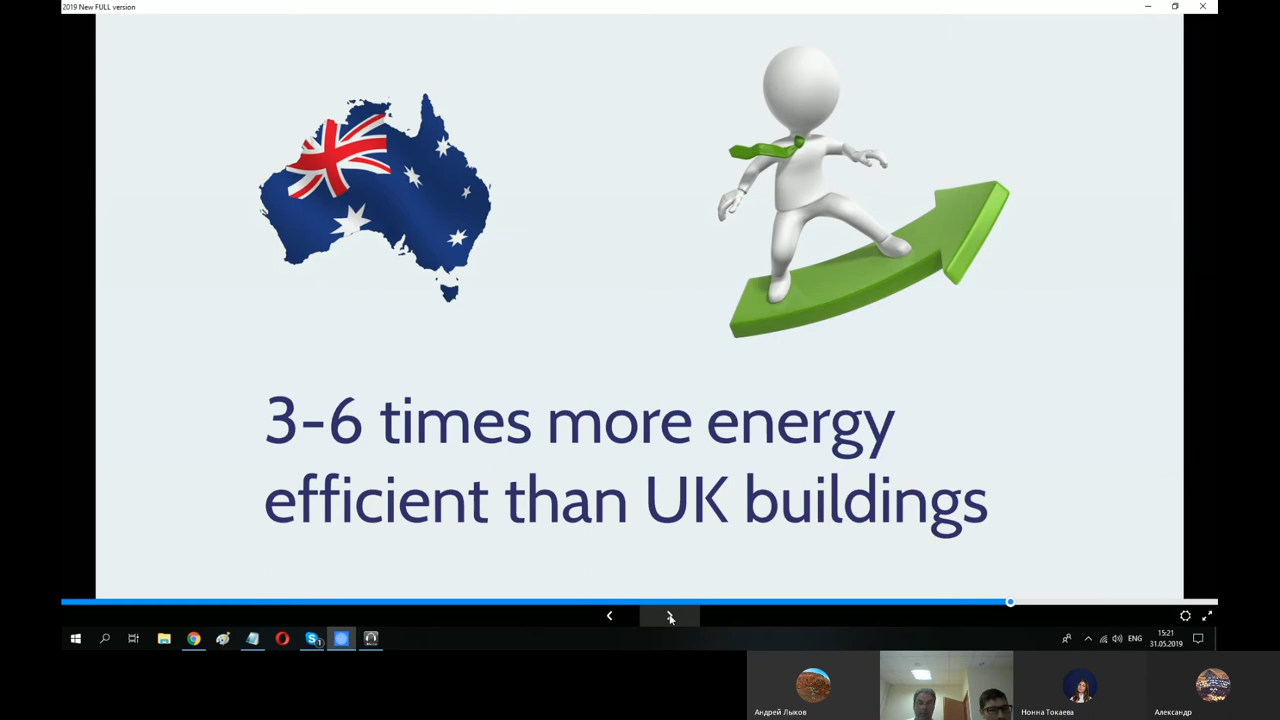 2019 New FULL version
3-6 times more energy
efficient than UK buildings
ENG
15:21
31.05.2019
Андрей Лыков
Нонна Токаева
Александр